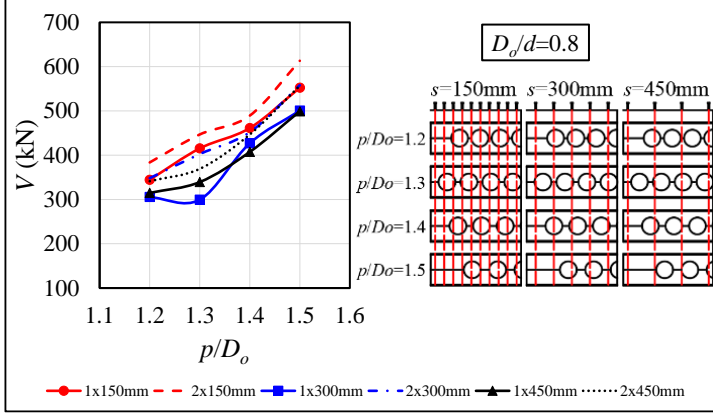 700
600
500
400
300
200
100
V (kN)
1.1 1.2 1.3 1.4 1.5 1.6
p/Dₒ
Dₒ/d=0.8
s=150mm s=300mm s=450mm
p/Do=1.2
p/Do=1.3
p/Do=1.4
p/Do=1.5
1x150mm 2x150mm 1x300mm 2x300mm 1x450mm 2x450mm